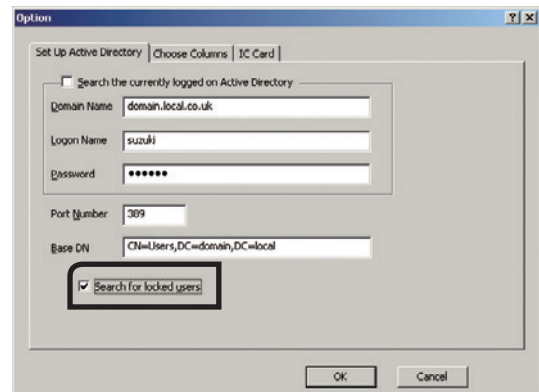 Option
Set Up Active Directory Choose Columns IC Card
Search the currently logged on Active Directory
Domain Name domain.local.co.uk
Logon Name suzuki
Password ●●●●●●
Port Number 389
Base DN CN=Users,DC=domain,DC=local
Search for locked users
OK Cancel